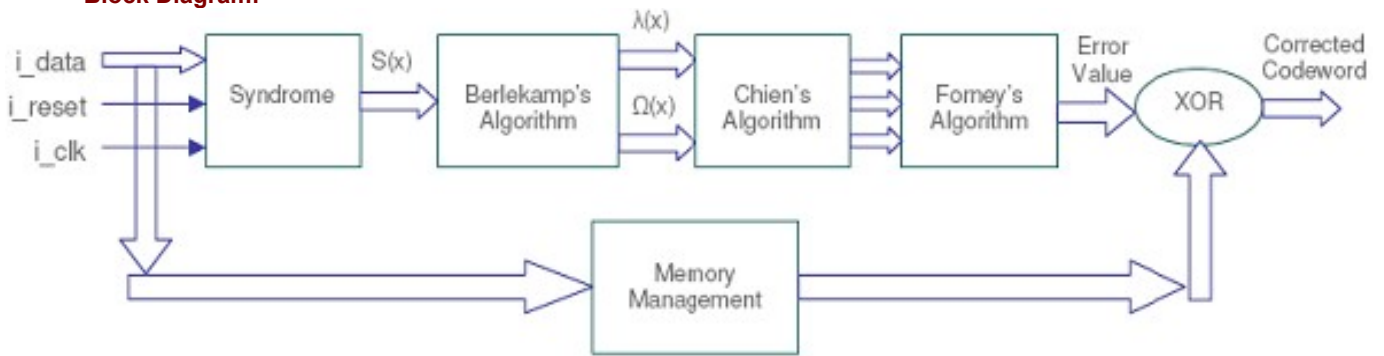 Block Diagram
λ(x)
i_data
i_reset
i_clk
Syndrome
S(x)
Berlekamp's
Algorithm
Ω(x)
Chien's
Algorithm
Forney's
Algorithm
Error
Value
XOR
Corrected
Codeword
Memory
Management